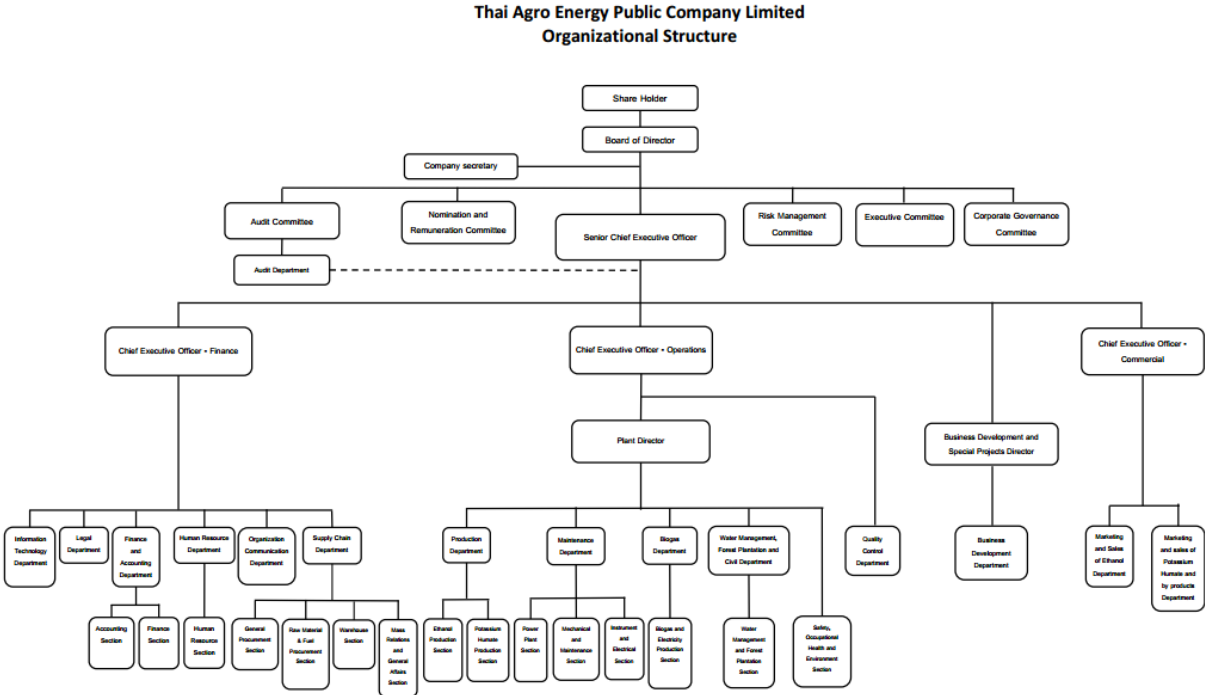 Thai Agro Energy Public Company Limited
Organizational Structure
Share Holder
Board of Director
Company secretary
Audit Committee
Nomination and
Remuneration Committee
Senior Chief Executive Officer
Risk Management
Committee
Executive Committee
Corporate Governance
Committee
Audit Department
Chief Executive Officer - Finance
Chief Executive Officer - Operations
Chief Executive Officer -
Commercial
Plant Director
Business Development and
Special Projects Director
Information
Technology
Department
Legal
Department
Finance
and
Accounting
Department
Human Resource
Department
Organization
Communication
Department
Supply Chain
Department
Production
Department
Maintenance
Department
Biogas
Department
Water Management,
Forest Plantation and
Civil Department
Quality
Control
Department
Business
Development
Department
Marketing
and Sales
of Ethanol
Department
Marketing
and sales of
Potassium
Humate and
by products
Department
Accounting
Section
Finance
Section
Human
Resource
Section
General
Procurement
Section
Raw Material
& Fuel
Procurement
Section
Warehouse
Section
Mass
Relations
and
General
Affairs
Section
Ethanol
Production
Section
Potassium
Humate
Production
Section
Power
Plant
Section
Mechanical
and
Maintenance
Section
Instrument
and
Electrical
Section
Biogas and
Electricity
Production
Section
Water
Management
and Forest
Plantation
Section
Safety,
Occupational
Health and
Environment
Section